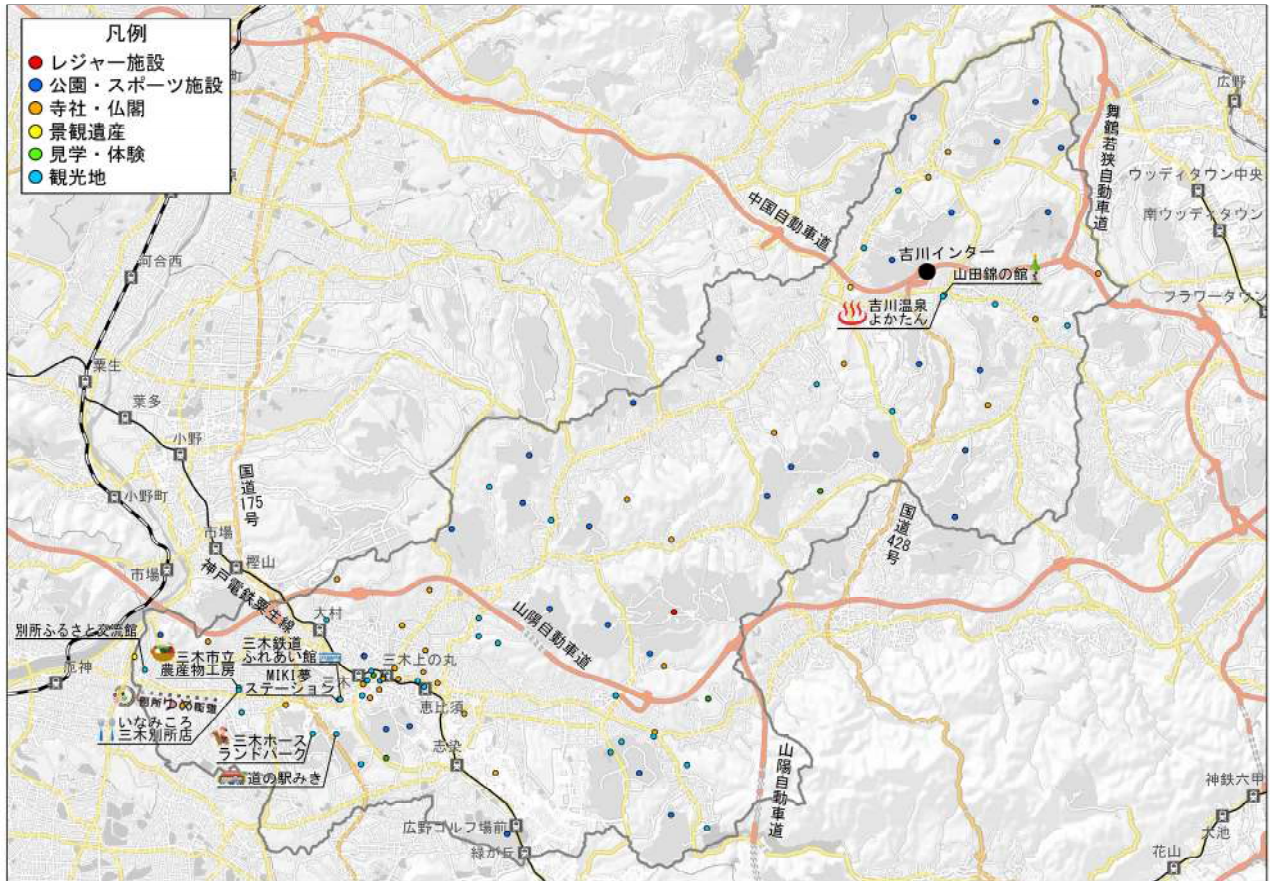 凡例
レジャー施設
公園・スポーツ施設
寺社・仏閣
景観遺産
見学・体験
観光地
広野
舞鶴若狭自動車道
ウッディタウン中央
南ウッディタウン
中国自動車道
河合西
吉川インター
山田錦の館
フラワータウン
吉川温泉
よかたん
粟生
葉多
小野
国道175号
小野町
国道428号
市場
樫山
市場
神戸電鉄粟生線
大村
山陽自動車道
別所ふるさと交流館
三木市立
農産物工房
三木鉄道
ふれあい館
三木上の丸
厄神
MIKI夢
ステーション
三木
恵比須
別所ゆめ街道
いなみころ
三木別所店
三木ホース
ランドパーク
志染
道の駅みき
山陽自動車道
神鉄六甲
広野ゴルフ場前
大池
緑が丘
花山